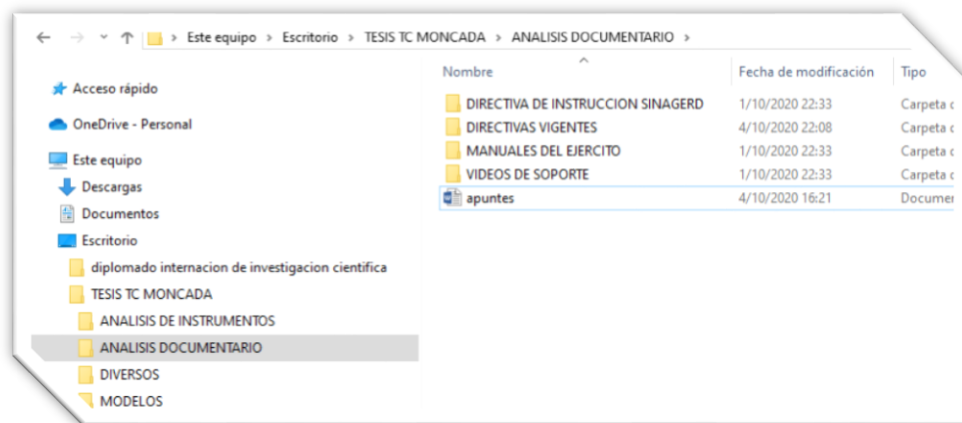 Este equipo > Escritorio > TESIS TC MONCADA > ANALISIS DOCUMENTARIO >
Acceso rápido
OneDrive - Personal
Este equipo
Descargas
Documentos
Escritorio
diplomado internacion de investigacion cientifica
TESIS TC MONCADA
ANALISIS DE INSTRUMENTOS
ANALISIS DOCUMENTARIO
DIVERSOS
MODELOS
Nombre Fecha de modificación Tipo
DIRECTIVA DE INSTRUCCION SINAGERD 1/10/2020 22:33 Carpeta c
DIRECTIVAS VIGENTES 4/10/2020 22:08 Carpeta c
MANUALES DEL EJERCITO 1/10/2020 22:33 Carpeta c
VIDEOS DE SOPORTE 1/10/2020 22:33 Carpeta c
apuntes 4/10/2020 16:21 Documen